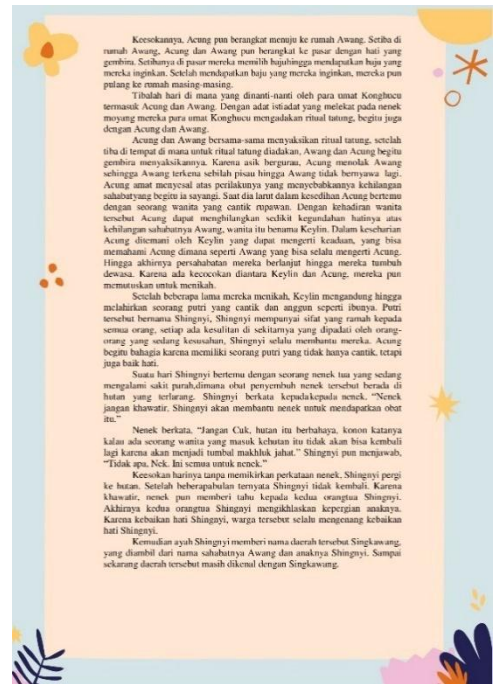 Keesokannya, Acung pun berangkat menuju ke rumah Awang. Setiba di
rumah Awang, Acung dan Awang pun berangkat ke pasar dengan hati yang
gembira. Setibanya di pasar mereka memilih bajuhingga mendapatkan baju yang
mereka inginkan. Setelah mendapatkan baju yang mereka inginkan, mereka pun
pulang ke rumah masing-masing.
Tibalah hari di mana yang dinanti-nanti oleh para umat Konghucu
termasuk Acung dan Awang. Dengan adat istiadat yang melekat pada nenek
moyang mereka para umat Konghucu mengadakan ritual tatung, begitu juga
dengan Acung dan Awang.
Acung dan Awang bersama-sama menyaksikan ritual tatung, setelah
tiba di tempat di mana untuk ritual tatung diadakan, Awang dan Acung begitu
gembira menyaksikannya. Karena asik bergurau, Acung menolak Awang
sehingga Awang terkena sebilah pisau hingga Awang tidak bernyawa lagi.
Acung amat menyesal atas perilakunya yang menyebabkannya kehilangan
sahabatyang begitu ia sayangi. Saat dia larut dalam kesedihan Acung bertemu
dengan seorang wanita yang cantik rupawan. Dengan kehadiran wanita
tersebut Acung dapat menghilangkan sedikit kegundahan hatinya atas
kehilangan sahabatnya Awang, wanita itu benama Keylin. Dalam keseharian
Acung ditemani oleh Keylin yang dapat mengerti keadaan, yang bisa
memahami Acung dimana seperti Awang yang bisa selalu mengerti Acung.
Hingga akhirnya persahabatan mereka berlanjut hingga mereka tumbuh
dewasa. Karena ada kecocokan diantara Keylin dan Acung, mereka pun
memutuskan untuk menikah.
Setelah beberapa lama mereka menikah, Keylin mengandung hingga
melahirkan seorang putri yang cantik dan anggun seperti ibunya. Putri
tersebut bernama Shingnyi, Shingnyi mempunyai sifat yang ramah kepada
semua orang, setiap ada kesulitan di sekitarnya yang dipadati oleh orang-
orang yang sedang kesusahan, Shingnyi selalu membantu mereka. Acung
begitu bahagia karena memiliki seorang putri yang tidak hanya cantik, tetapi
juga baik hati.
Suatu hari Shingnyi bertemu dengan seorang nenek tua yang sedang
mengalami sakit parah,dimana obat penyembuh nenek tersebut berada di
hutan yang terlarang. Shingnyi berkata kepadakepada nenek, “Nenek
jangan khawatir, Shingnyi akan membantu nenek untuk mendapatkan obat
itu.”
Nenek berkata, “Jangan Cuk, hutan itu berbahaya, konon katanya
kalau ada seorang wanita yang masuk kehutan itu tidak akan bisa kembali
lagi karena akan menjadi tumbal makhluk jahat.” Shingnyi pun menjawab,
“Tidak apa, Nek. Ini semua untuk nenek.”
Keesokan harinya tanpa memikirkan perkataan nenek, Shingnyi pergi
ke hutan. Setelah beberapabulan ternyata Shingnyi tidak kembali. Karena
khawatir, nenek pun memberi tahu kepada kedua orangtua Shingnyi.
Akhiraya kedua orangtua Shingnyi mengikhlaskan kepergian anaknya.
Karena kebaikan hati Shingnyi, warga tersebut selalu mengenang kebaikan
hati Shingnyi.
Kemudian ayah Shingnyi memberi nama daerah tersebut Singkawang,
yang diambil dari nama sahabatnya Awang dan anaknya Shingnyi. Sampai
sekarang daerah tersebut masih dikenal dengan Singkawang.